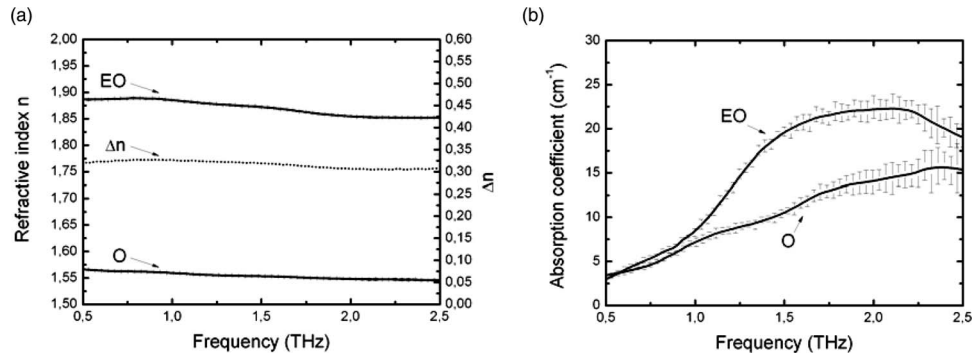 (a)
2,00
1,95
1,90
1,85
1,80
1,75
1,70
1,65
1,60
1,55
1,50
Refractive index n
EO
Δn
O
0,60
0,55
0,50
0,45
0,40
0,35
0,30
0,25
0,20
0,15
0,10
0,05
0,00
Δn
0,5 1,0 1,5 2,0 2,5
Frequency (THz)
(b)
30
25
20
15
10
5
0
Absorption coefficient (cm⁻¹)
EO
O
0,5 1,0 1,5 2,0 2,5
Frequency (THz)